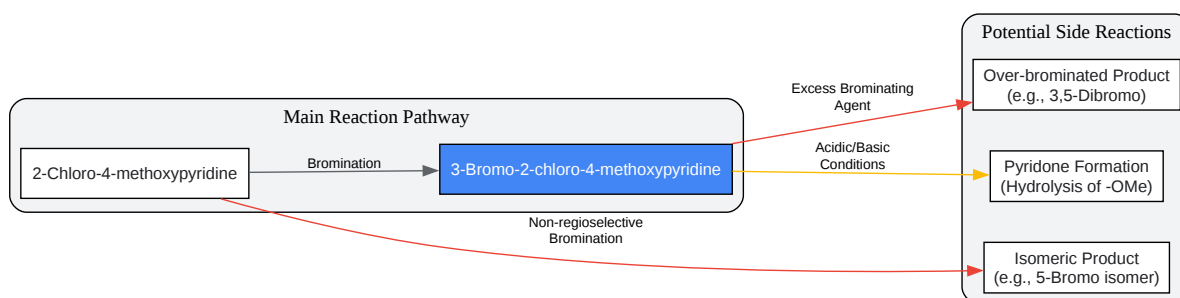 Potential Side Reactions
Over-brominated Product
(e.g., 3,5-Dibromo)
Excess Brominating
Agent
Main Reaction Pathway
Acidic/Basic
Conditions
2-Chloro-4-methoxypyridine
Bromination
3-Bromo-2-chloro-4-methoxypyridine
Pyridone Formation
(Hydrolysis of -OMe)
Non-regioselective
Bromination
Isomeric Product
(e.g., 5-Bromo isomer)